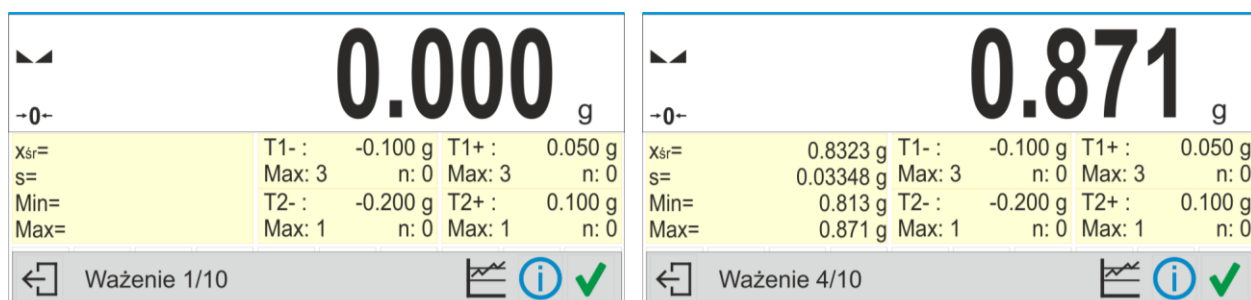 0.000 g
→0←
xśr= T1- : -0.100 g T1+ : 0.050 g
s= Max: 3 n: 0 Max: 3 n: 0
Min= T2- : -0.200 g T2+ : 0.100 g
Max= Max: 1 n: 0 Max: 1 n: 0
Ważenie 1/10
0.871 g
→0←
xśr= 0.8323 g T1- : -0.100 g T1+ : 0.050 g
s= 0.03348 g Max: 3 n: 0 Max: 3 n: 0
Min= 0.813 g T2- : -0.200 g T2+ : 0.100 g
Max= 0.871 g Max: 1 n: 0 Max: 1 n: 0
Ważenie 4/10